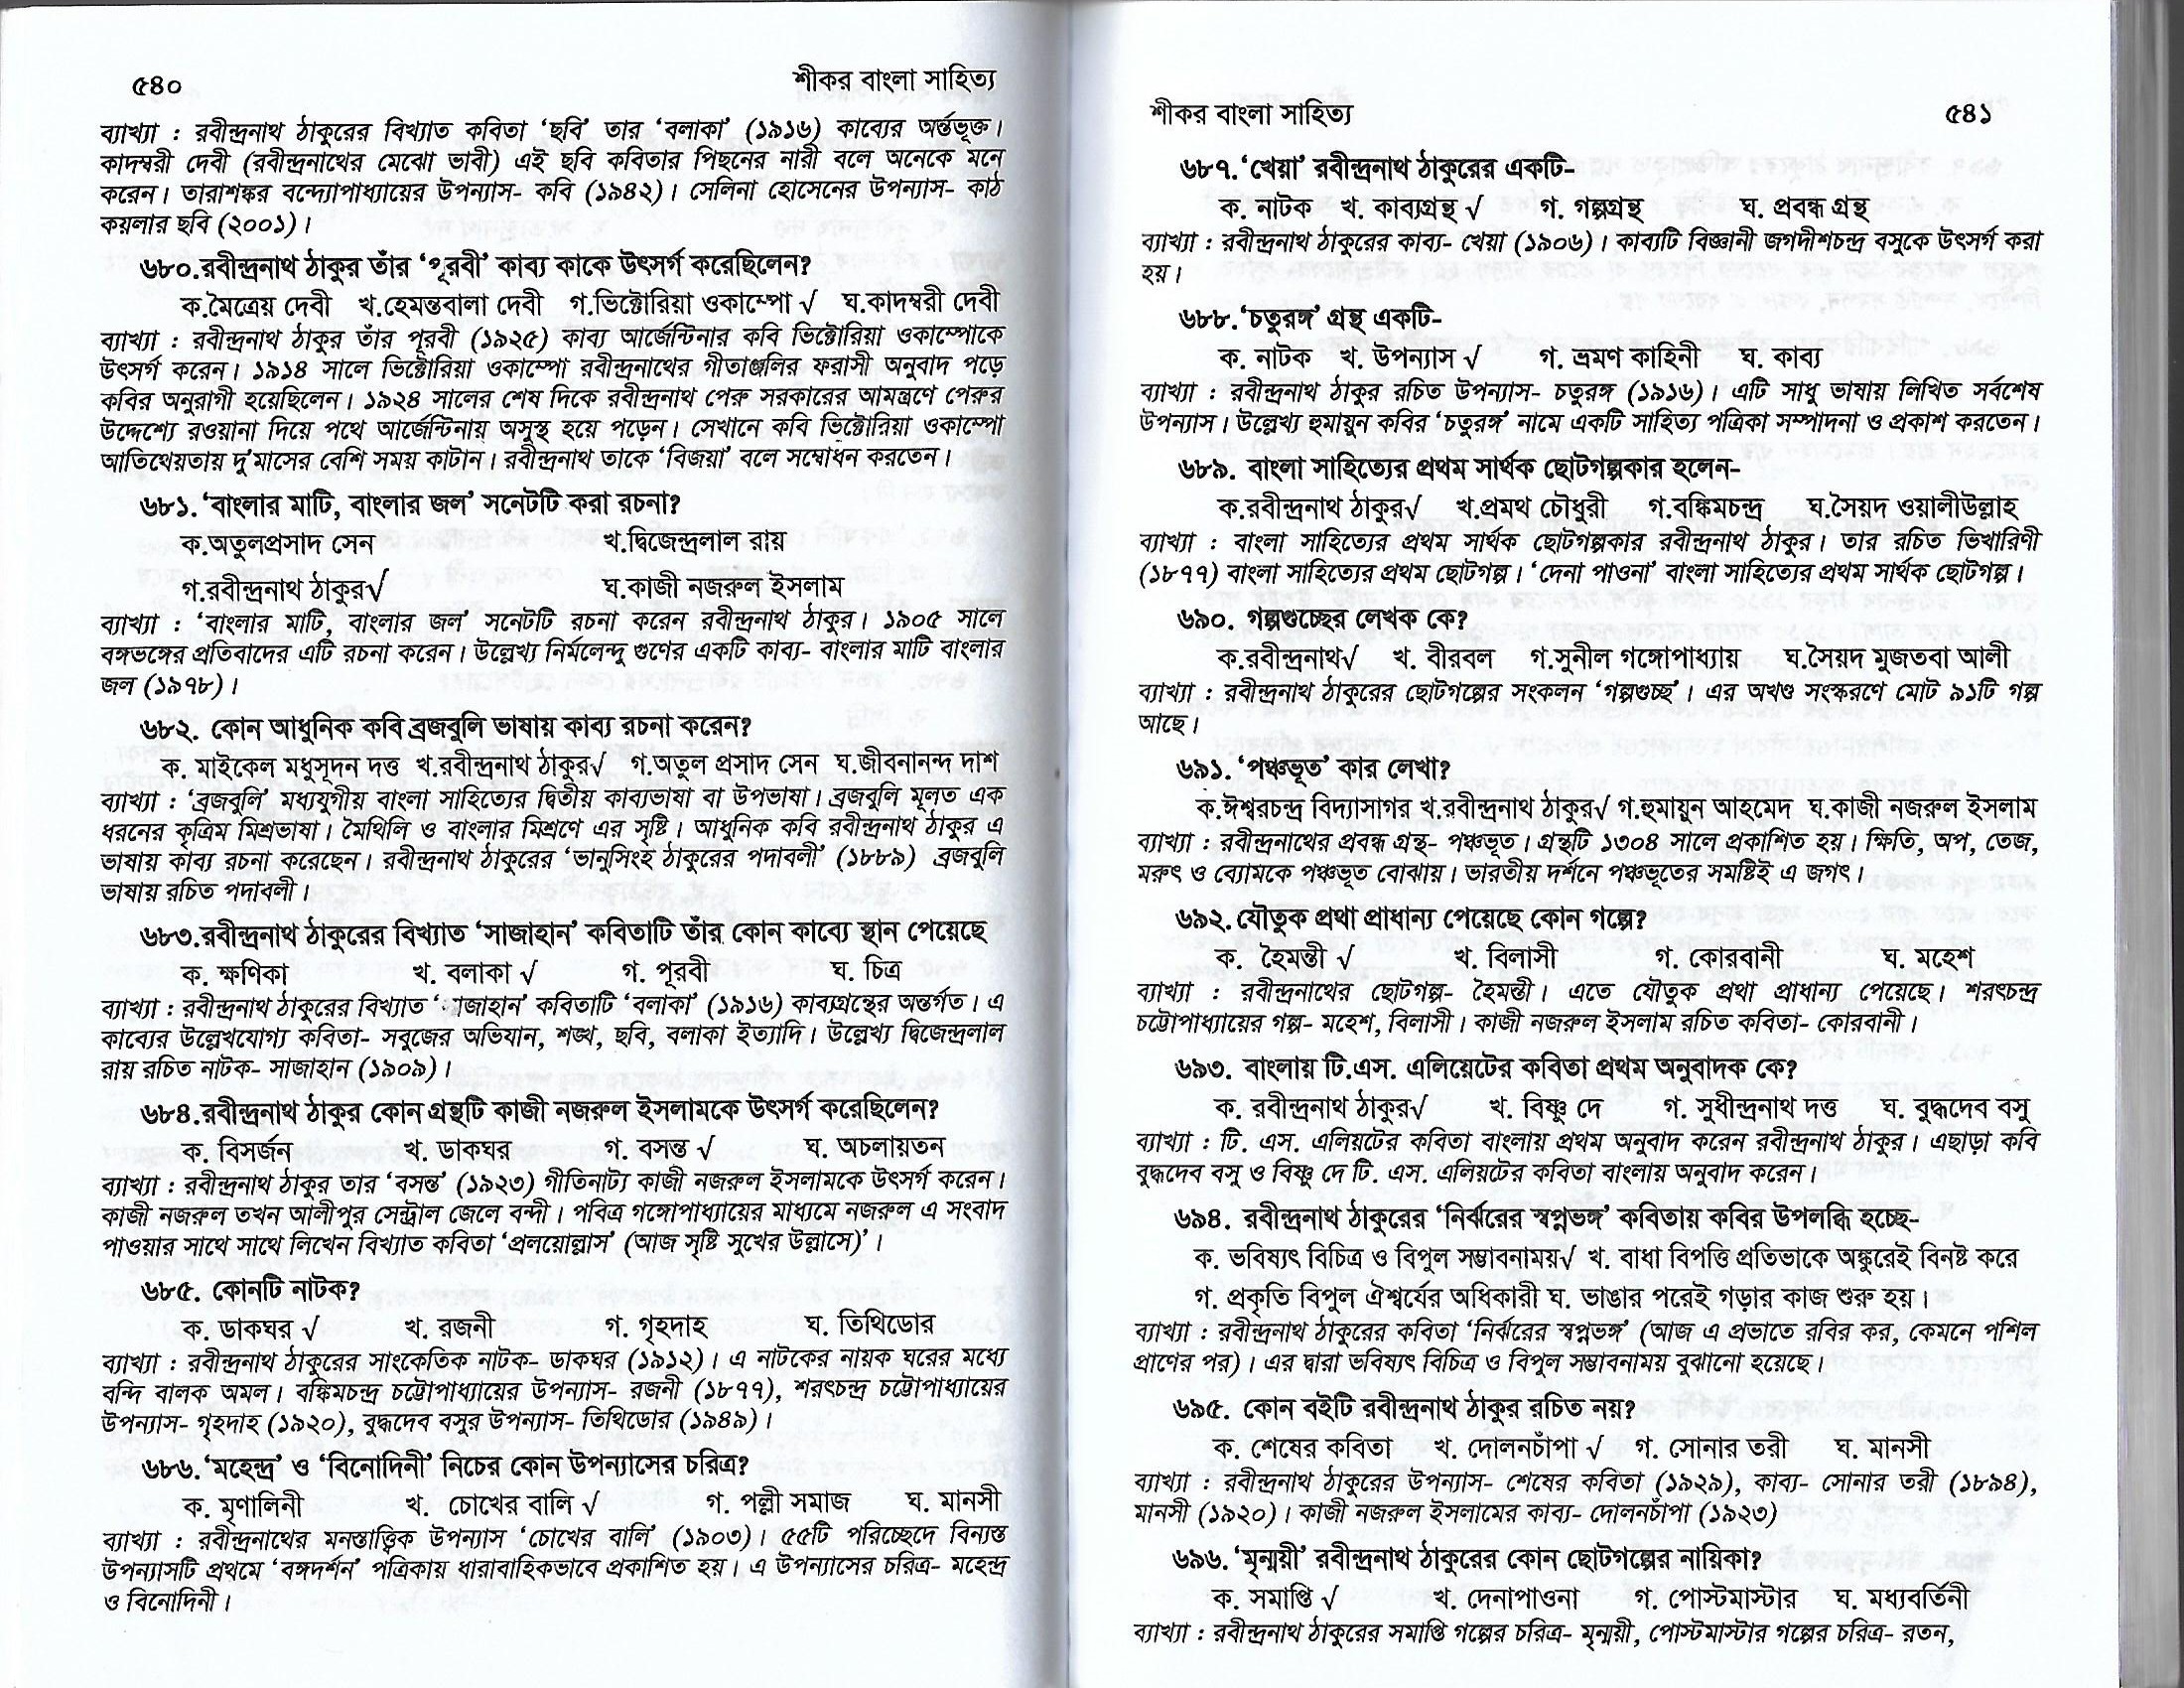 ৫৪০ শীকর বাংলা সাহিত্য
ব্যাখ্যা : রবীন্দ্রনাথ ঠাকুরের বিখ্যাত কবিতা ‘ছবি’ তার ‘বলাকা’ (১৯১৬) কাব্যের অর্ন্তভূক্ত।
কাদম্বরী দেবী (রবীন্দ্রনাথের মেঝো ভাবী) এই ছবি কবিতার পিছনের নারী বলে অনেকে মনে
করেন। তারাশঙ্কর বন্দ্যোপাধ্যায়ের উপন্যাস- কবি (১৯৪২)। সেলিনা হোসেনের উপন্যাস- কাঠ
কয়লার ছবি (২০০১)।
৬৮০.রবীন্দ্রনাথ ঠাকুর তাঁর ‘পূরবী’ কাব্য কাকে উৎসর্গ করেছিলেন?
ক.মৈত্রেয় দেবী খ.হেমন্তবালা দেবী গ.ভিক্টোরিয়া ওকাম্পো √ ঘ.কাদম্বরী দেবী
ব্যাখ্যা : রবীন্দ্রনাথ ঠাকুর তাঁর পূরবী (১৯২৫) কাব্য আর্জেন্টিনার কবি ভিক্টোরিয়া ওকাম্পোকে
উৎসর্গ করেন। ১৯১৪ সালে ভিক্টোরিয়া ওকাম্পো রবীন্দ্রনাথের গীতাঞ্জলির ফরাসী অনুবাদ পড়ে
কবির অনুরাগী হয়েছিলেন। ১৯২৪ সালের শেষ দিকে রবীন্দ্রনাথ পেরু সরকারের আমন্ত্রণে পেরুর
উদ্দেশ্যে রওয়ানা দিয়ে পথে আর্জেন্টিনায় অসুস্থ হয়ে পড়েন। সেখানে কবি ভিক্টোরিয়া ওকাম্পো
আতিথেয়তায় দু’মাসের বেশি সময় কাটান। রবীন্দ্রনাথ তাকে ‘বিজয়া’ বলে সম্বোধন করতেন।
৬৮১. ‘বাংলার মাটি, বাংলার জল’ সনেটটি করা রচনা?
ক.অতুলপ্রসাদ সেন খ.দ্বিজেন্দ্রলাল রায়
গ.রবীন্দ্রনাথ ঠাকুর√ ঘ.কাজী নজরুল ইসলাম
ব্যাখ্যা : ‘বাংলার মাটি, বাংলার জল’ সনেটটি রচনা করেন রবীন্দ্রনাথ ঠাকুর। ১৯০৫ সালে
বঙ্গভঙ্গের প্রতিবাদের এটি রচনা করেন। উল্লেখ্য নির্মলেন্দু গুণের একটি কাব্য- বাংলার মাটি বাংলার
জল (১৯৭৮)।
৬৮২. কোন আধুনিক কবি ব্রজবুলি ভাষায় কাব্য রচনা করেন?
ক. মাইকেল মধুসূদন দত্ত খ.রবীন্দ্রনাথ ঠাকুর√ গ.অতুল প্রসাদ সেন ঘ.জীবনানন্দ দাশ
ব্যাখ্যা : ‘ব্রজবুলি’ মধ্যযুগীয় বাংলা সাহিত্যের দ্বিতীয় কাব্যভাষা বা উপভাষা। ব্রজবুলি মূলত এক
ধরনের কৃত্রিম মিশ্রভাষা। মৈথিলি ও বাংলার মিশ্রণে এর সৃষ্টি। আধুনিক কবি রবীন্দ্রনাথ ঠাকুর এ
ভাষায় কাব্য রচনা করেছেন। রবীন্দ্রনাথ ঠাকুরের ‘ভানুসিংহ ঠাকুরের পদাবলী’ (১৮৮৯) ব্রজবুলি
ভাষায় রচিত পদাবলী।
৬৮৩.রবীন্দ্রনাথ ঠাকুরের বিখ্যাত ‘সাজাহান’ কবিতাটি তাঁর কোন কাব্যে স্থান পেয়েছে
ক. ক্ষণিকা খ. বলাকা √ গ. পূরবী ঘ. চিত্র
ব্যাখ্যা : রবীন্দ্রনাথ ঠাকুরের বিখ্যাত ‘সাজাহান’ কবিতাটি ‘বলাকা’ (১৯১৬) কাব্যগ্রন্থের অন্তর্গত। এ
কাব্যের উল্লেখযোগ্য কবিতা- সবুজের অভিযান, শঙ্খ, ছবি, বলাকা ইত্যাদি। উল্লেখ্য দ্বিজেন্দ্রলাল
রায় রচিত নাটক- সাজাহান (১৯০৯)।
৬৮৪.রবীন্দ্রনাথ ঠাকুর কোন গ্রন্থটি কাজী নজরুল ইসলামকে উৎসর্গ করেছিলেন?
ক. বিসর্জন খ. ডাকঘর গ. বসন্ত √ ঘ. অচলায়তন
ব্যাখ্যা : রবীন্দ্রনাথ ঠাকুর তার ‘বসন্ত’ (১৯২৩) গীতিনাট্য কাজী নজরুল ইসলামকে উৎসর্গ করেন।
কাজী নজরুল তখন আলীপুর সেন্ট্রাল জেলে বন্দী। পবিত্র গঙ্গোপাধ্যায়ের মাধ্যমে নজরুল এ সংবাদ
পাওয়ার সাথে সাথে লিখেন বিখ্যাত কবিতা ‘প্রলয়োল্লাস’ (আজ সৃষ্টি সুখের উল্লাসে)’।
৬৮৫. কোনটি নাটক?
ক. ডাকঘর √ খ. রজনী গ. গৃহদাহ ঘ. তিথিডোর
ব্যাখ্যা : রবীন্দ্রনাথ ঠাকুরের সাংকেতিক নাটক- ডাকঘর (১৯১২)। এ নাটকের নায়ক ঘরের মধ্যে
বন্দি বালক অমল। বঙ্কিমচন্দ্র চট্টোপাধ্যায়ের উপন্যাস- রজনী (১৮৭৭), শরৎচন্দ্র চট্টোপাধ্যায়ের
উপন্যাস- গৃহদাহ (১৯২০), বুদ্ধদেব বসুর উপন্যাস- তিথিডোর (১৯৪৯)।
৬৮৬.‘মহেন্দ্র’ ও ‘বিনোদিনী’ নিচের কোন উপন্যাসের চরিত্র?
ক. মৃণালিনী খ. চোখের বালি √ গ. পল্লী সমাজ ঘ. মানসী
ব্যাখ্যা : রবীন্দ্রনাথের মনস্তাত্ত্বিক উপন্যাস ‘চোখের বালি’ (১৯০৩)। ৫৫টি পরিচ্ছেদে বিন্যস্ত
উপন্যাসটি প্রথমে ‘বঙ্গদর্শন’ পত্রিকায় ধারাবাহিকভাবে প্রকাশিত হয়। এ উপন্যাসের চরিত্র- মহেন্দ্র
ও বিনোদিনী।
শীকর বাংলা সাহিত্য ৫৪১
৬৮৭.‘খেয়া’ রবীন্দ্রনাথ ঠাকুরের একটি-
ক. নাটক খ. কাব্যগ্রন্থ √ গ. গল্পগ্রন্থ ঘ. প্রবন্ধ গ্রন্থ
ব্যাখ্যা : রবীন্দ্রনাথ ঠাকুরের কাব্য- খেয়া (১৯০৬)। কাব্যটি বিজ্ঞানী জগদীশচন্দ্র বসুকে উৎসর্গ করা
হয়।
৬৮৮.‘চতুরঙ্গ’ গ্রন্থ একটি-
ক. নাটক খ. উপন্যাস √ গ. ভ্রমণ কাহিনী ঘ. কাব্য
ব্যাখ্যা : রবীন্দ্রনাথ ঠাকুর রচিত উপন্যাস- চতুরঙ্গ (১৯১৬)। এটি সাধু ভাষায় লিখিত সর্বশেষ
উপন্যাস। উল্লেখ্য হুমায়ুন কবির ‘চতুরঙ্গ’ নামে একটি সাহিত্য পত্রিকা সম্পাদনা ও প্রকাশ করতেন।
৬৮৯. বাংলা সাহিত্যের প্রথম সার্থক ছোটগল্পকার হলেন-
ক.রবীন্দ্রনাথ ঠাকুর√ খ.প্রমথ চৌধুরী গ.বঙ্কিমচন্দ্র ঘ.সৈয়দ ওয়ালীউল্লাহ
ব্যাখ্যা : বাংলা সাহিত্যের প্রথম সার্থক ছোটগল্পকার রবীন্দ্রনাথ ঠাকুর। তার রচিত ভিখারিণী
(১৮৭৭) বাংলা সাহিত্যের প্রথম ছোটগল্প। ‘দেনা পাওনা’ বাংলা সাহিত্যের প্রথম সার্থক ছোটগল্প।
৬৯০. গল্পগুচ্ছের লেখক কে?
ক.রবীন্দ্রনাথ√ খ. বীরবল গ.সুনীল গঙ্গোপাধ্যায় ঘ.সৈয়দ মুজতবা আলী
ব্যাখ্যা : রবীন্দ্রনাথ ঠাকুরের ছোটগল্পের সংকলন ‘গল্পগুচ্ছ’। এর অখণ্ড সংস্করণে মোট ৯১টি গল্প
আছে।
৬৯১.‘পঞ্চভূত’ কার লেখা?
ক.ঈশ্বরচন্দ্র বিদ্যাসাগর খ.রবীন্দ্রনাথ ঠাকুর√ গ.হুমায়ুন আহমেদ ঘ.কাজী নজরুল ইসলাম
ব্যাখ্যা : রবীন্দ্রনাথের প্রবন্ধ গ্রন্থ- পঞ্চভূত। গ্রন্থটি ১৩০৪ সালে প্রকাশিত হয়। ক্ষিতি, অপ, তেজ,
মরুৎ ও ব্যোমকে পঞ্চভূত বোঝায়। ভারতীয় দর্শনে পঞ্চভূতের সমষ্টিই এ জগৎ।
৬৯২.যৌতুক প্রথা প্রাধান্য পেয়েছে কোন গল্পে?
ক. হৈমন্তী √ খ. বিলাসী গ. কোরবানী ঘ. মহেশ
ব্যাখ্যা : রবীন্দ্রনাথের ছোটগল্প- হৈমন্তী। এতে যৌতুক প্রথা প্রাধান্য পেয়েছে। শরৎচন্দ্র
চট্টোপাধ্যায়ের গল্প- মহেশ, বিলাসী। কাজী নজরুল ইসলাম রচিত কবিতা- কোরবানী।
৬৯৩. বাংলায় টি.এস. এলিয়েটের কবিতা প্রথম অনুবাদক কে?
ক. রবীন্দ্রনাথ ঠাকুর√ খ. বিষ্ণু দে গ. সুধীন্দ্রনাথ দত্ত ঘ. বুদ্ধদেব বসু
ব্যাখ্যা : টি. এস. এলিয়টের কবিতা বাংলায় প্রথম অনুবাদ করেন রবীন্দ্রনাথ ঠাকুর। এছাড়া কবি
বুদ্ধদেব বসু ও বিষ্ণু দে টি. এস. এলিয়টের কবিতা বাংলায় অনুবাদ করেন।
৬৯৪. রবীন্দ্রনাথ ঠাকুরের ‘নির্ঝরের স্বপ্নভঙ্গ’ কবিতায় কবির উপলব্ধি হচ্ছে-
ক. ভবিষ্যৎ বিচিত্র ও বিপুল সম্ভাবনাময়√ খ. বাধা বিপত্তি প্রতিভাকে অঙ্কুরেই বিনষ্ট করে
গ. প্রকৃতি বিপুল ঐশ্বর্যের অধিকারী ঘ. ভাঙার পরেই গড়ার কাজ শুরু হয়।
ব্যাখ্যা : রবীন্দ্রনাথ ঠাকুরের কবিতা ‘নির্ঝরের স্বপ্নভঙ্গ’ (আজ এ প্রভাতে রবির কর, কেমনে পশিল
প্রাণের পর)। এর দ্বারা ভবিষ্যৎ বিচিত্র ও বিপুল সম্ভাবনাময় বুঝানো হয়েছে।
৬৯৫. কোন বইটি রবীন্দ্রনাথ ঠাকুর রচিত নয়?
ক. শেষের কবিতা খ. দোলনচাঁপা √ গ. সোনার তরী ঘ. মানসী
ব্যাখ্যা : রবীন্দ্রনাথ ঠাকুরের উপন্যাস- শেষের কবিতা (১৯২৯), কাব্য- সোনার তরী (১৮৯৪),
মানসী (১৯২০)। কাজী নজরুল ইসলামের কাব্য- দোলনচাঁপা (১৯২৩)
৬৯৬.‘মৃন্ময়ী’ রবীন্দ্রনাথ ঠাকুরের কোন ছোটগল্পের নায়িকা?
ক. সমাপ্তি √ খ. দেনাপাওনা গ. পোস্টমাস্টার ঘ. মধ্যবর্তিনী
ব্যাখ্যা : রবীন্দ্রনাথ ঠাকুরের সমাপ্তি গল্পের চরিত্র- মৃন্ময়ী, পোস্টমাস্টার গল্পের চরিত্র- রতন,